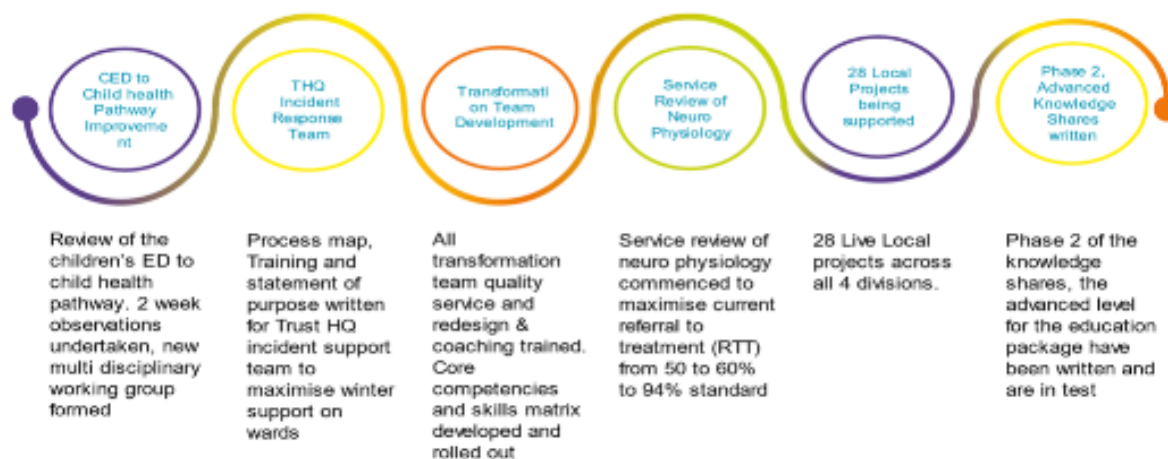 CED to
Child health
Pathway
Improveme
nt
THQ
Incident
Response
Team
Transformati
on Team
Development
Service
Review of
Neuro
Physiology
28 Local
Projects
being
supported
Phase 2,
Advanced
Knowledge
Shares
written
Review of the
children's ED to
child health
pathway. 2 week
observations
undertaken, new
multi disciplinary
working group
formed
Process map,
Training and
statement of
purpose written
for Trust HQ
incident support
team to
maximise winter
support on
wards
All
transformation
team quality
service and
redesign &
coaching trained.
Core
competencies
and skills matrix
developed and
rolled out
Service review of
neuro physiology
commenced to
maximise current
referral to
treatment (RTT)
from 50 to 60%
to 94% standard
28 Live Local
projects across
all 4 divisions.
Phase 2 of the
knowledge
shares, the
advanced level
for the education
package have
been written and
are in test